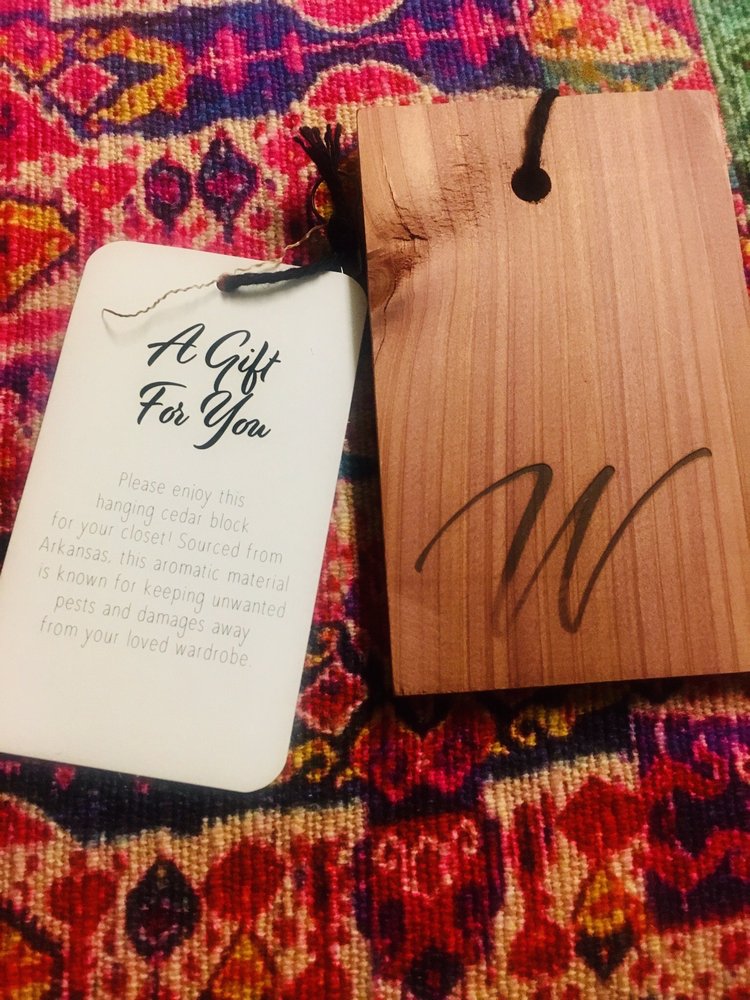 A Gift
For You
Please enjoy this
hanging cedar block
for your closet! Sourced from
Arkansas, this aromatic material
is known for keeping unwanted
pests and damages away
from your loved wardrobe.
W